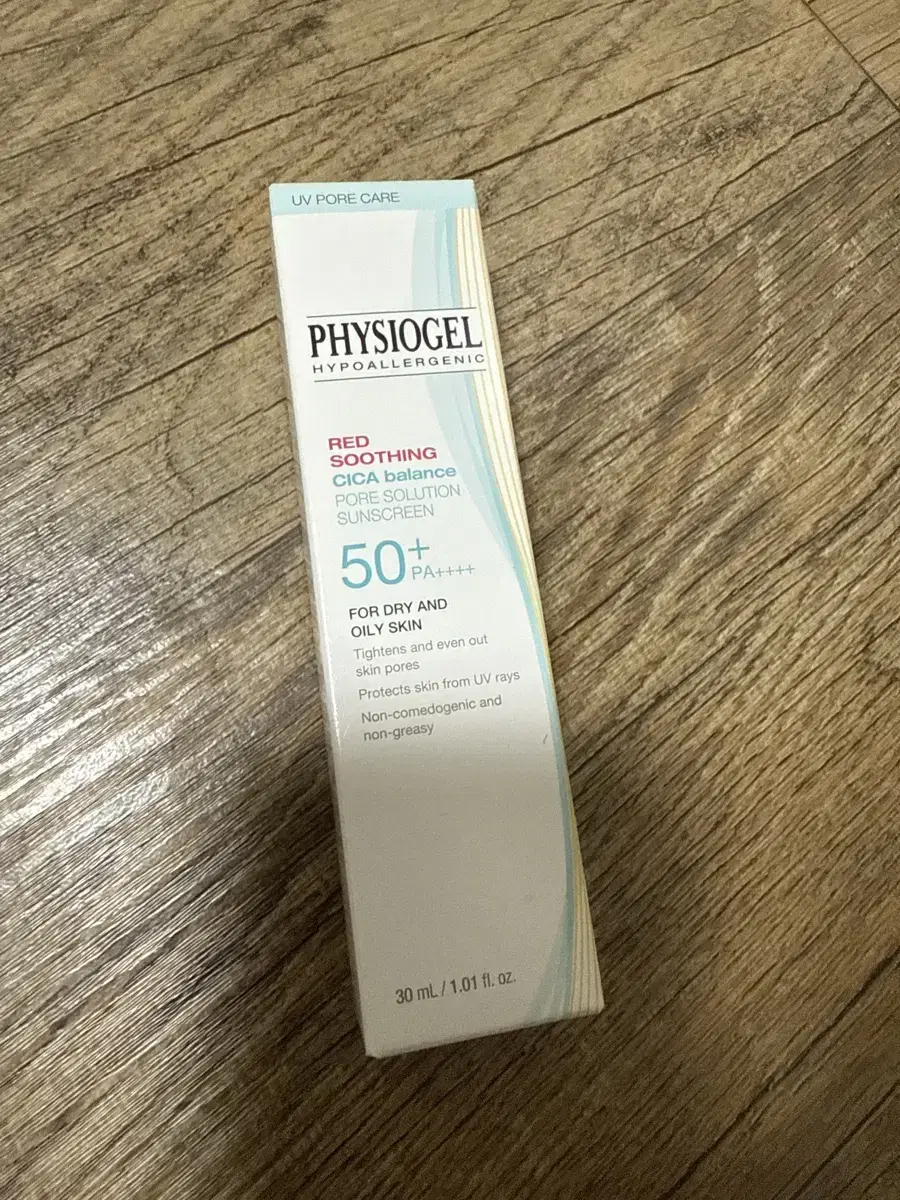 UV PORE CARE
PHYSIOGEL
HYPOALLERGENIC
RED
SOOTHING
CICA balance
PORE SOLUTION
SUNSCREEN
50+
PA++++
FOR DRY AND
OILY SKIN
Tightens and even out
skin pores
Protects skin from UV rays
Non-comedogenic and
non-greasy
30 mL / 1.01 fl. oz.